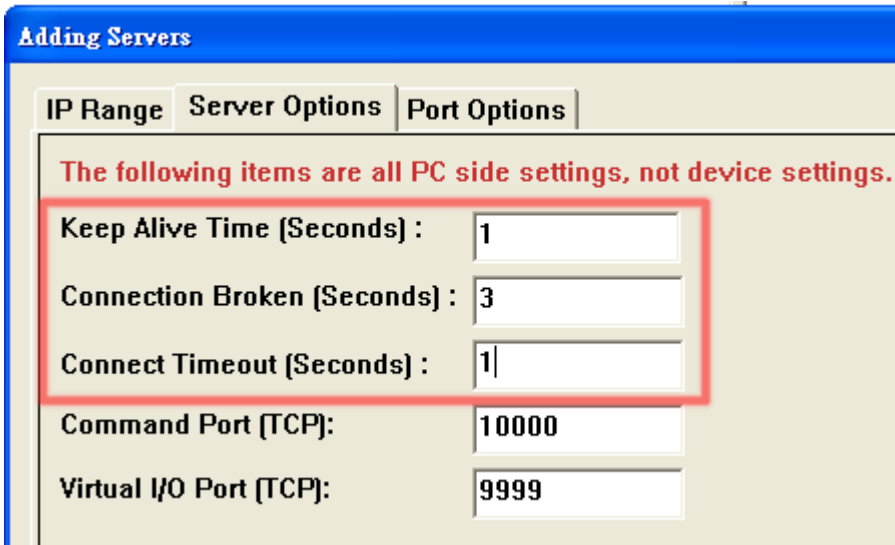 Adding Servers
IP Range Server Options Port Options
The following items are all PC side settings, not device settings.
Keep Alive Time (Seconds) : 1
Connection Broken (Seconds) : 3
Connect Timeout (Seconds) : 1
Command Port (TCP): 10000
Virtual I/O Port (TCP): 9999